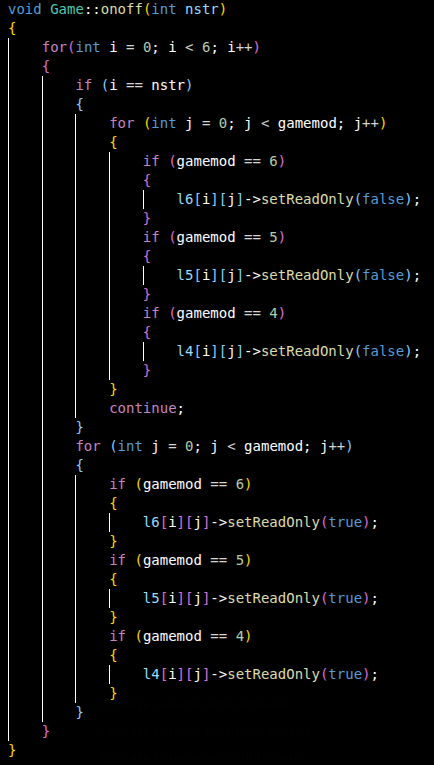 void Game::onoff(int nstr)
{
    for(int i = 0; i < 6; i++)
    {
        if (i == nstr)
        {
            for (int j = 0; j < gamemod; j++)
            {
                if (gamemod == 6)
                {
                    l6[i][j]->setReadOnly(false);
                }
                if (gamemod == 5)
                {
                    l5[i][j]->setReadOnly(false);
                }
                if (gamemod == 4)
                {
                    l4[i][j]->setReadOnly(false);
                }
            }
            continue;
        }
        for (int j = 0; j < gamemod; j++)
        {
            if (gamemod == 6)
            {
                l6[i][j]->setReadOnly(true);
            }
            if (gamemod == 5)
            {
                l5[i][j]->setReadOnly(true);
            }
            if (gamemod == 4)
            {
                l4[i][j]->setReadOnly(true);
            }
        }
    }
}